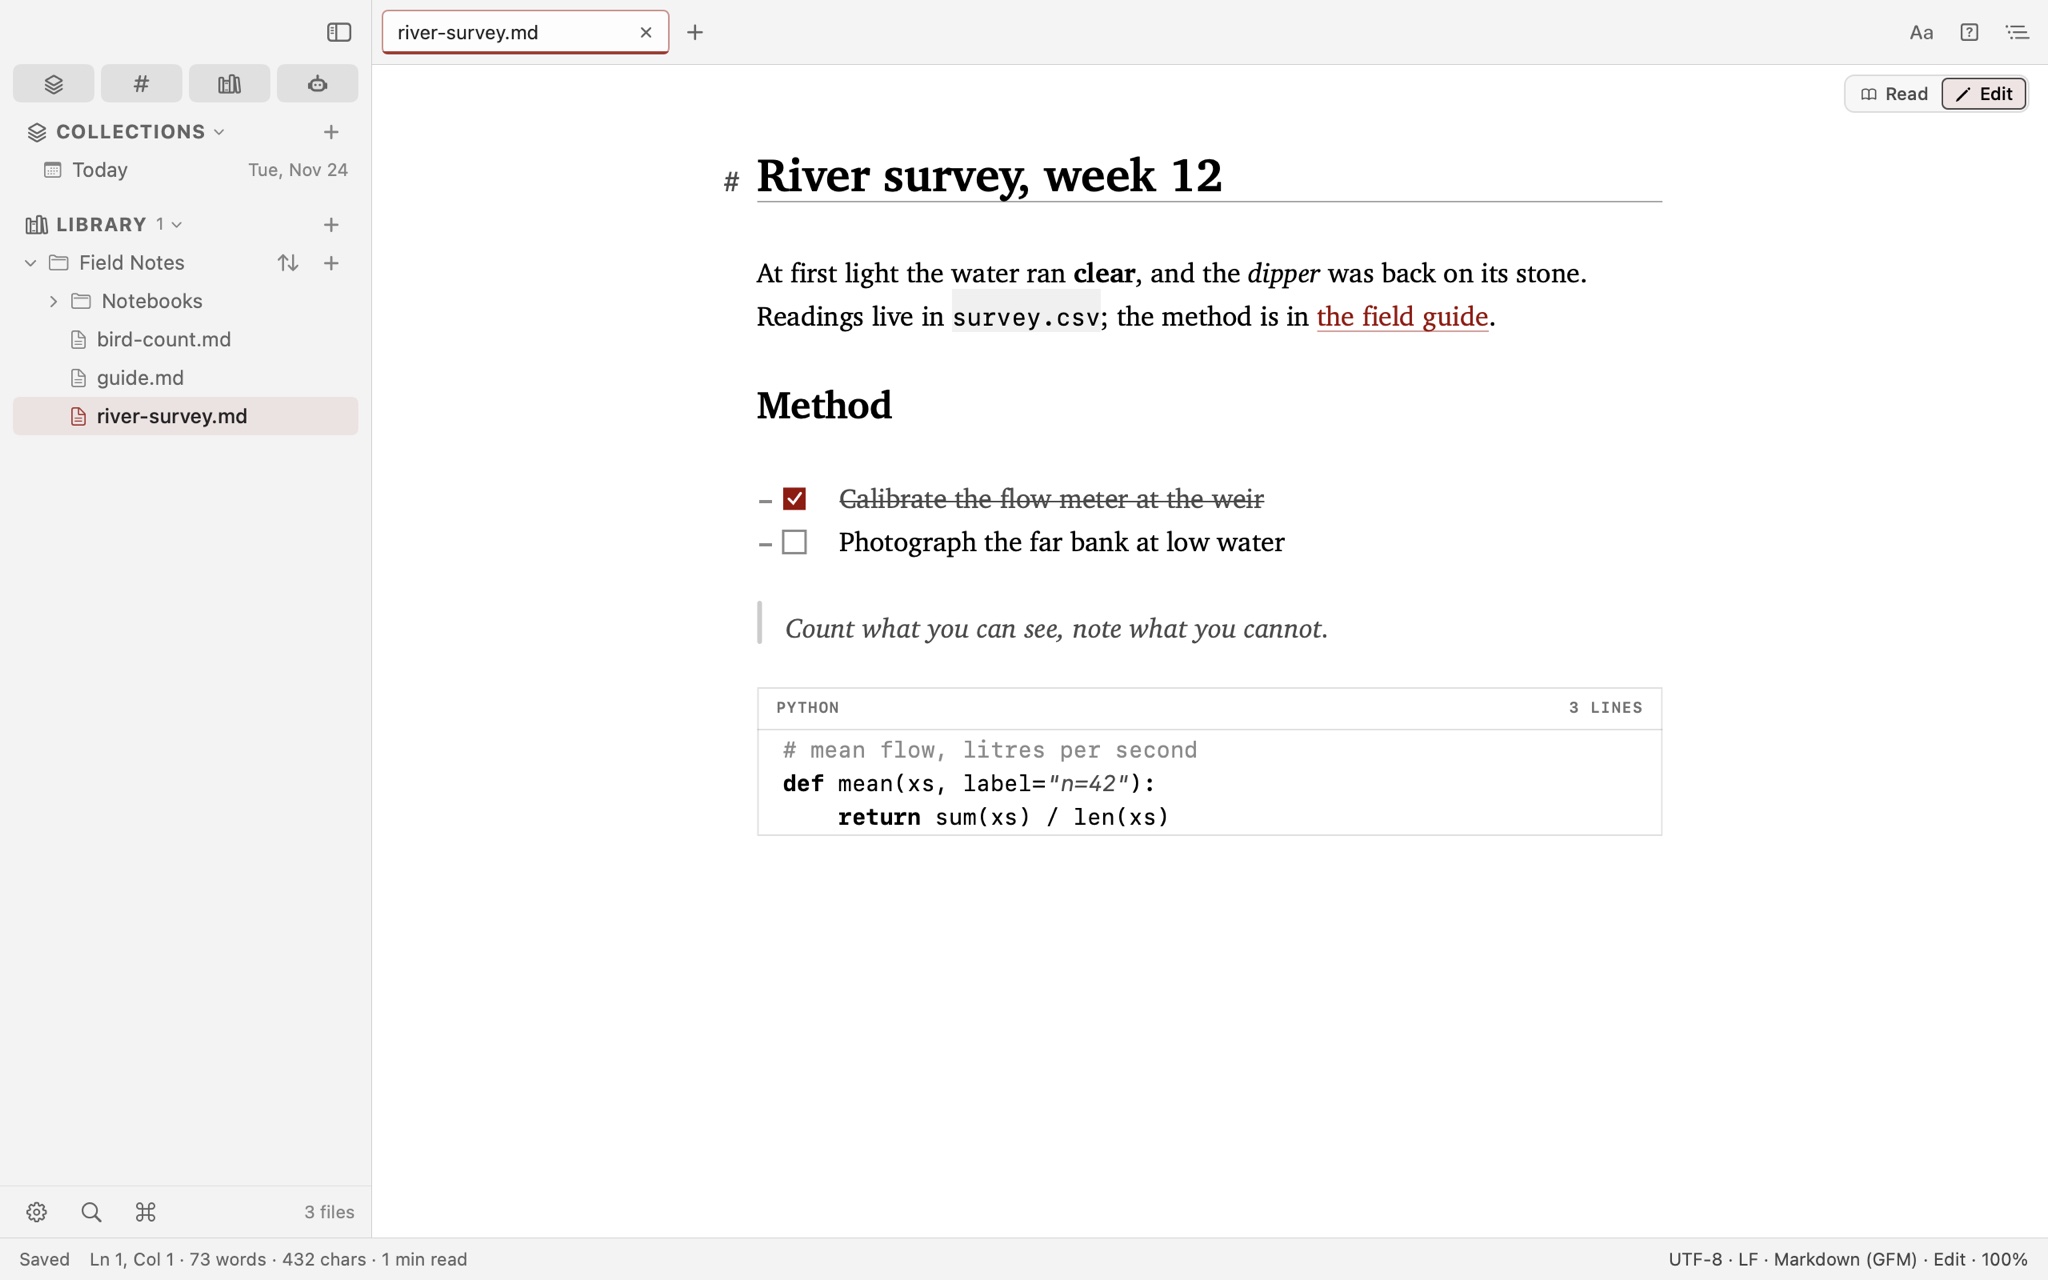 river-survey.md
Aa
#
COLLECTIONS
Today Tue, Nov 24
LIBRARY 1
Field Notes
Notebooks
bird-count.md
guide.md
river-survey.md
3 files
Read Edit
# River survey, week 12
At first light the water ran clear, and the dipper was back on its stone.
Readings live in survey.csv; the method is in the field guide.
Method
Calibrate the flow meter at the weir
Photograph the far bank at low water
Count what you can see, note what you cannot.
PYTHON 3 LINES
# mean flow, litres per second
def mean(xs, label="n=42"):
    return sum(xs) / len(xs)
Saved Ln 1, Col 1 · 73 words · 432 chars · 1 min read
UTF-8 · LF · Markdown (GFM) · Edit · 100%